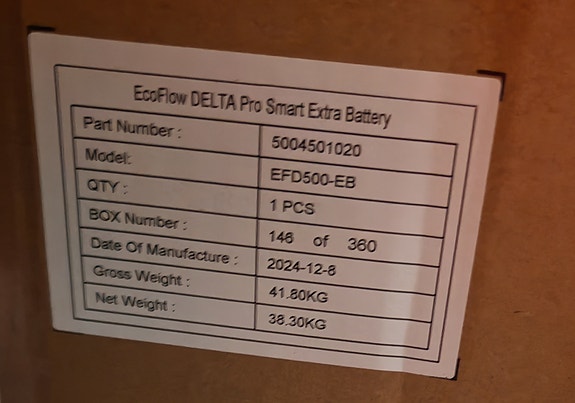 EcoFlow DELTA Pro Smart Extra Battery
Part Number : 5004501020
Model: EFD500-EB
QTY : 1 PCS
BOX Number : 146 of 360
Date Of Manufacture : 2024-12-8
Gross Weight : 41.80KG
Net Weight : 38.30KG